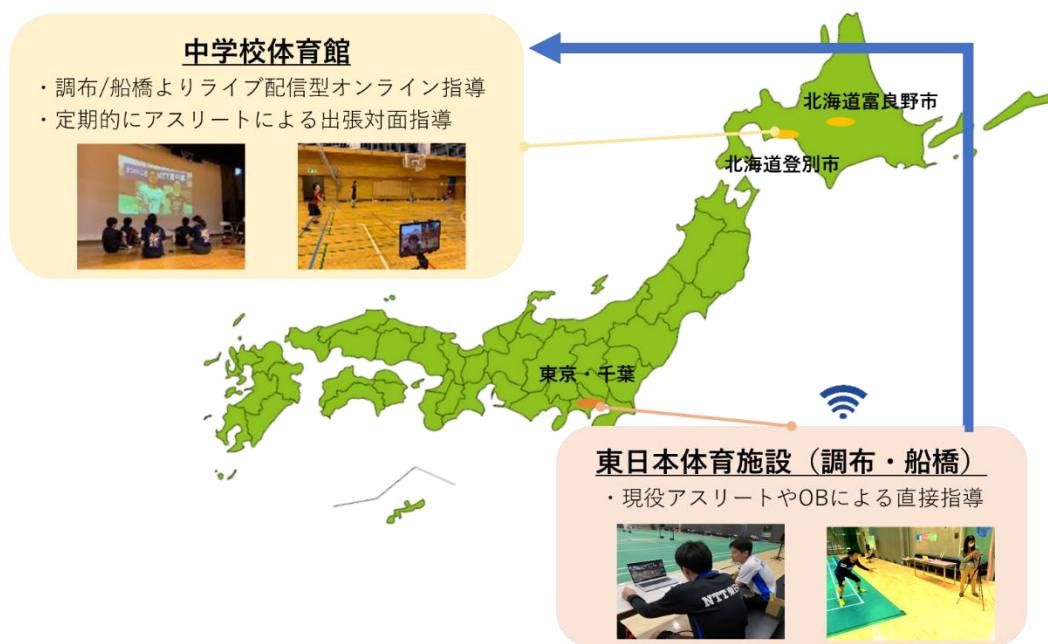 中学校体育館
・調布/船橋よりライブ配信型オンライン指導
・定期的にアスリートによる出張対面指導
北海道富良野市
北海道登別市
東京・千葉
東日本体育施設（調布・船橋）
・現役アスリートやOBによる直接指導